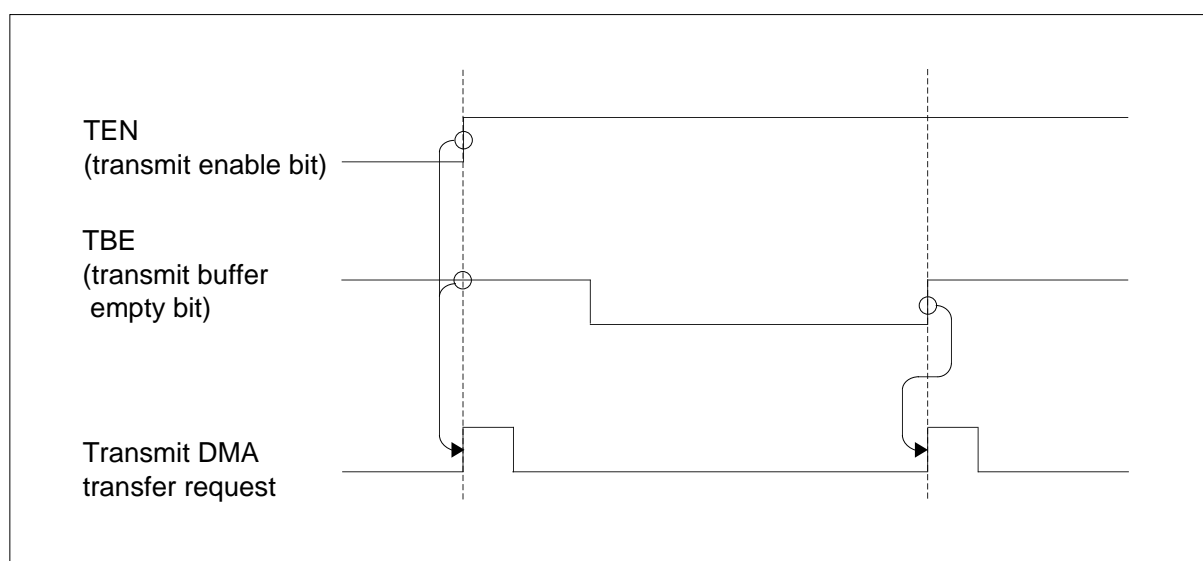 TEN
(transmit enable bit)
TBE
(transmit buffer
empty bit)
Transmit DMA
transfer request